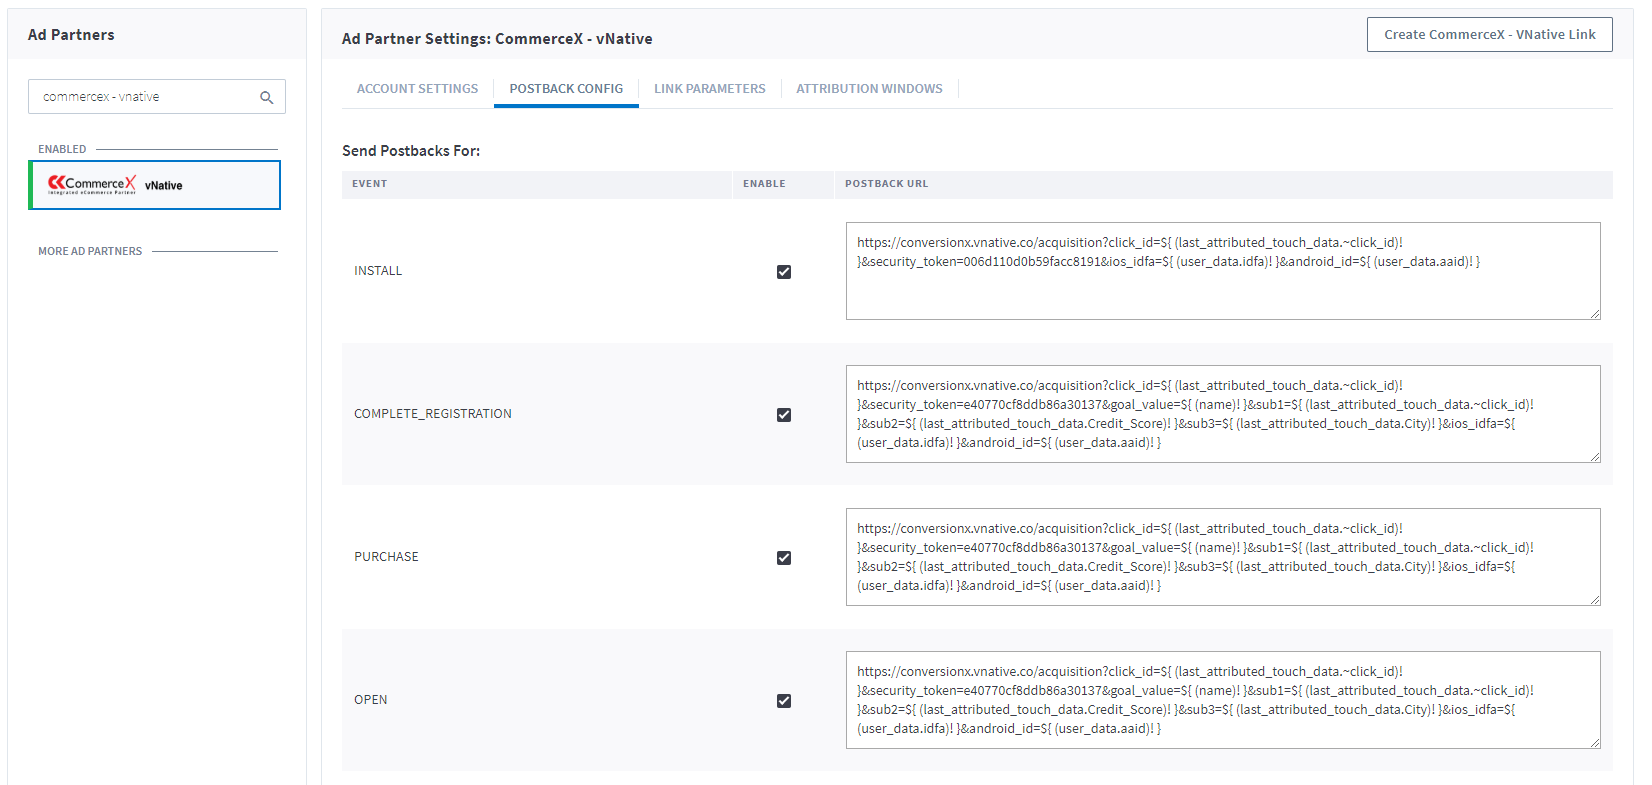 Ad Partners
commercex - vnative
ENABLED
CommerceX vNative
Integrated eCommerce Partner
MORE AD PARTNERS
Ad Partner Settings: CommerceX - vNative
Create CommerceX - VNative Link
ACCOUNT SETTINGS POSTBACK CONFIG LINK PARAMETERS ATTRIBUTION WINDOWS
Send Postbacks For:
EVENT ENABLE POSTBACK URL
INSTALL
https://conversionx.vnative.co/acquisition?click_id=${ (last_attributed_touch_data.~click_id)!
}&security_token=006d110d0b59facc8191&ios_idfa=${ (user_data.idfa)! }&android_id=${ (user_data.aaid)! }
COMPLETE_REGISTRATION
https://conversionx.vnative.co/acquisition?click_id=${ (last_attributed_touch_data.~click_id)!
}&security_token=e40770cf8ddb86a30137&goal_value=${ (name)! }&sub1=${ (last_attributed_touch_data.~click_id)!
}&sub2=${ (last_attributed_touch_data.Credit_Score)! }&sub3=${ (last_attributed_touch_data.City)! }&ios_idfa=${
(user_data.idfa)! }&android_id=${ (user_data.aaid)! }
PURCHASE
https://conversionx.vnative.co/acquisition?click_id=${ (last_attributed_touch_data.~click_id)!
}&security_token=e40770cf8ddb86a30137&goal_value=${ (name)! }&sub1=${ (last_attributed_touch_data.~click_id)!
}&sub2=${ (last_attributed_touch_data.Credit_Score)! }&sub3=${ (last_attributed_touch_data.City)! }&ios_idfa=${
(user_data.idfa)! }&android_id=${ (user_data.aaid)! }
OPEN
https://conversionx.vnative.co/acquisition?click_id=${ (last_attributed_touch_data.~click_id)!
}&security_token=e40770cf8ddb86a30137&goal_value=${ (name)! }&sub1=${ (last_attributed_touch_data.~click_id)!
}&sub2=${ (last_attributed_touch_data.Credit_Score)! }&sub3=${ (last_attributed_touch_data.City)! }&ios_idfa=${
(user_data.idfa)! }&android_id=${ (user_data.aaid)! }